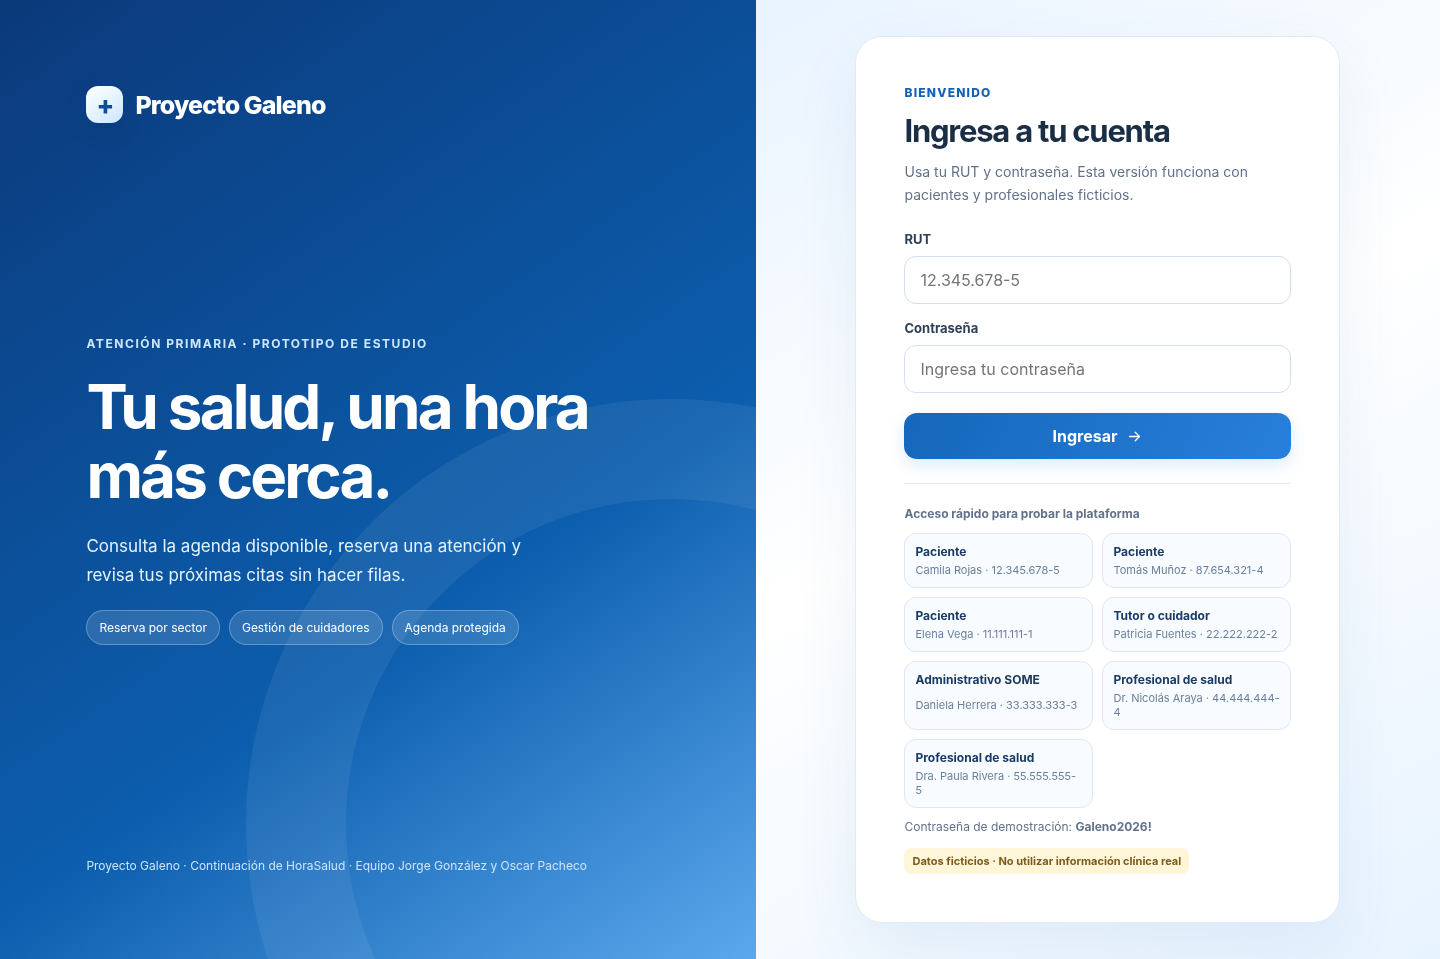 + Proyecto Galeno
ATENCIÓN PRIMARIA · PROTOTIPO DE ESTUDIO
Tu salud, una hora
más cerca.
Consulta la agenda disponible, reserva una atención y
revisa tus próximas citas sin hacer filas.
Reserva por sector
Gestión de cuidadores
Agenda protegida
Proyecto Galeno · Continuación de HoraSalud · Equipo Jorge González y Oscar Pacheco
BIENVENIDO
Ingresa a tu cuenta
Usa tu RUT y contraseña. Esta versión funciona con
pacientes y profesionales ficticios.
RUT
12.345.678-5
Contraseña
Ingresa tu contraseña
Ingresar →
Acceso rápido para probar la plataforma
Paciente
Camila Rojas · 12.345.678-5
Paciente
Tomás Muñoz · 87.654.321-4
Paciente
Elena Vega · 11.111.111-1
Tutor o cuidador
Patricia Fuentes · 22.222.222-2
Administrativo SOME
Daniela Herrera · 33.333.333-3
Profesional de salud
Dr. Nicolás Araya · 44.444.444-
4
Profesional de salud
Dra. Paula Rivera · 55.555.555-
5
Contraseña de demostración: Galeno2026!
Datos ficticios · No utilizar información clínica real